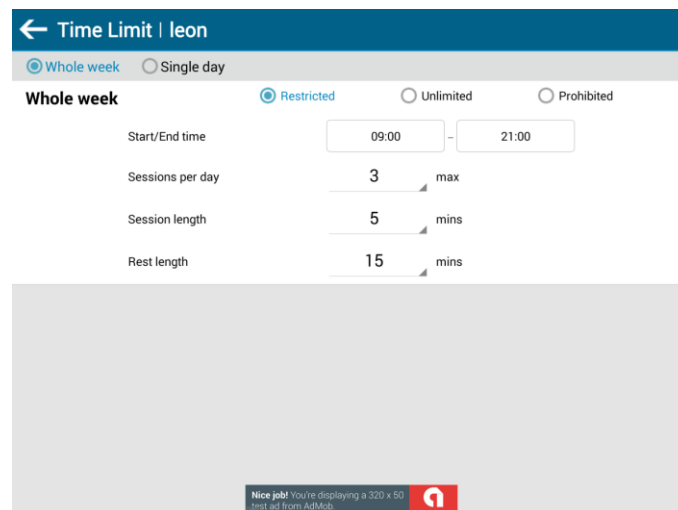 Time Limit | leon
Whole week Single day
Whole week Restricted Unlimited Prohibited
Start/End time 09:00 – 21:00
Sessions per day 3 max
Session length 5 mins
Rest length 15 mins
Nice job! You're displaying a 320 x 50
test ad from AdMob.